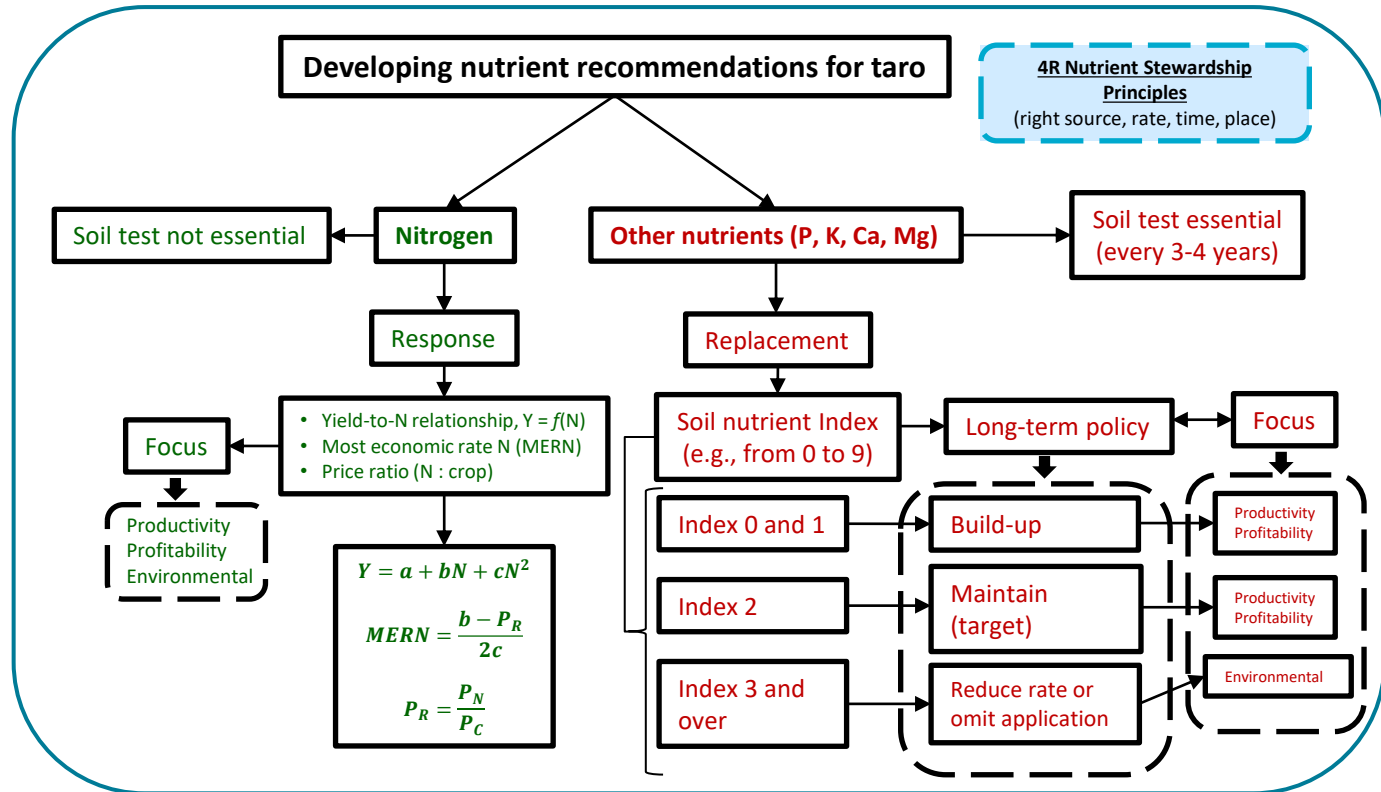 Developing nutrient recommendations for taro
4R Nutrient Stewardship
Principles
(right source, rate, time, place)
Soil test not essential
Nitrogen
Other nutrients (P, K, Ca, Mg)
Soil test essential
(every 3-4 years)
Response
Replacement
• Yield-to-N relationship, Y = f(N)
• Most economic rate N (MERN)
• Price ratio (N : crop)
Focus
Productivity
Profitability
Environmental
Y = a + bN + cN²
MERN = (b − P_R) / 2c
P_R = P_N / P_C
Soil nutrient Index
(e.g., from 0 to 9)
Long-term policy
Focus
Index 0 and 1
Build-up
Productivity
Profitability
Index 2
Maintain
(target)
Productivity
Profitability
Index 3 and
over
Reduce rate or
omit application
Environmental